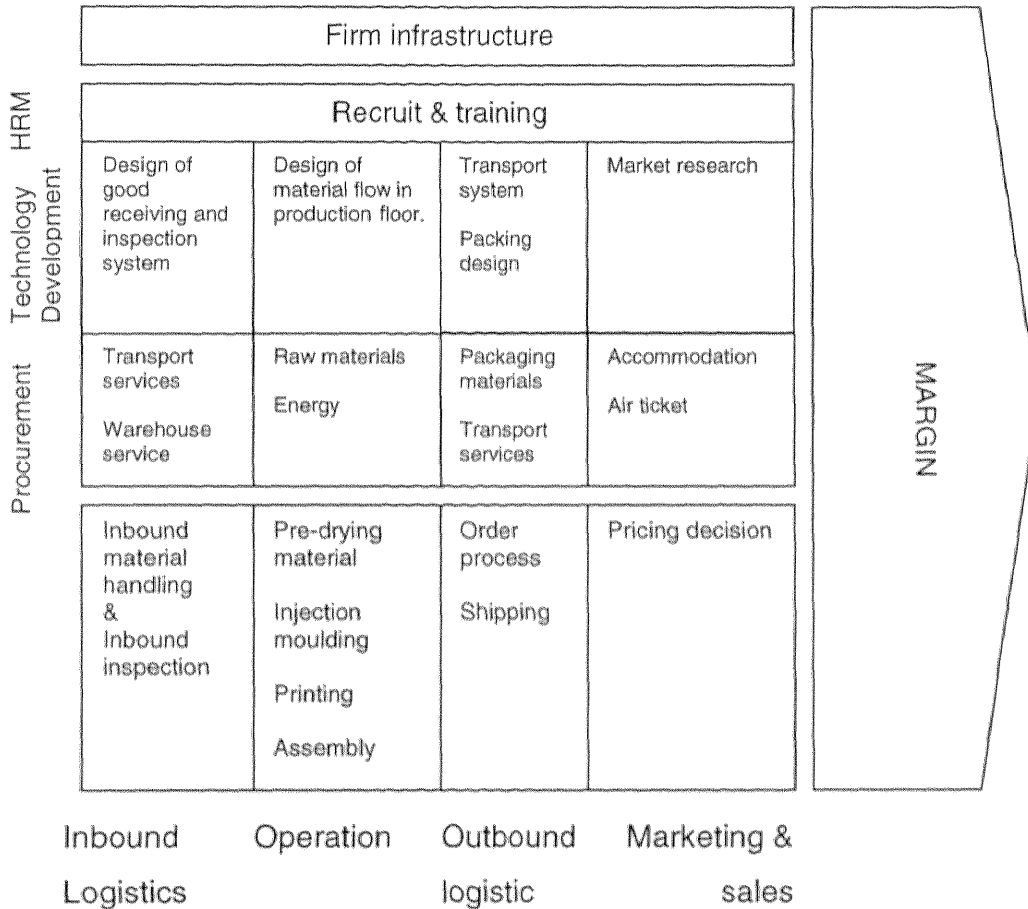 Firm infrastructure
HRM
Recruit & training
Technology
Development
Design of
good
receiving and
inspection
system
Design of
material flow in
production floor.
Transport
system
Packing
design
Market research
Procurement
Transport
services
Warehouse
service
Raw materials
Energy
Packaging
materials
Transport
services
Accommodation
Air ticket
Inbound
material
handling
&
Inbound
inspection
Pre-drying
material
Injection
moulding
Printing
Assembly
Order
process
Shipping
Pricing decision
MARGIN
Inbound
Logistics
Operation
Outbound
logistic
Marketing &
sales